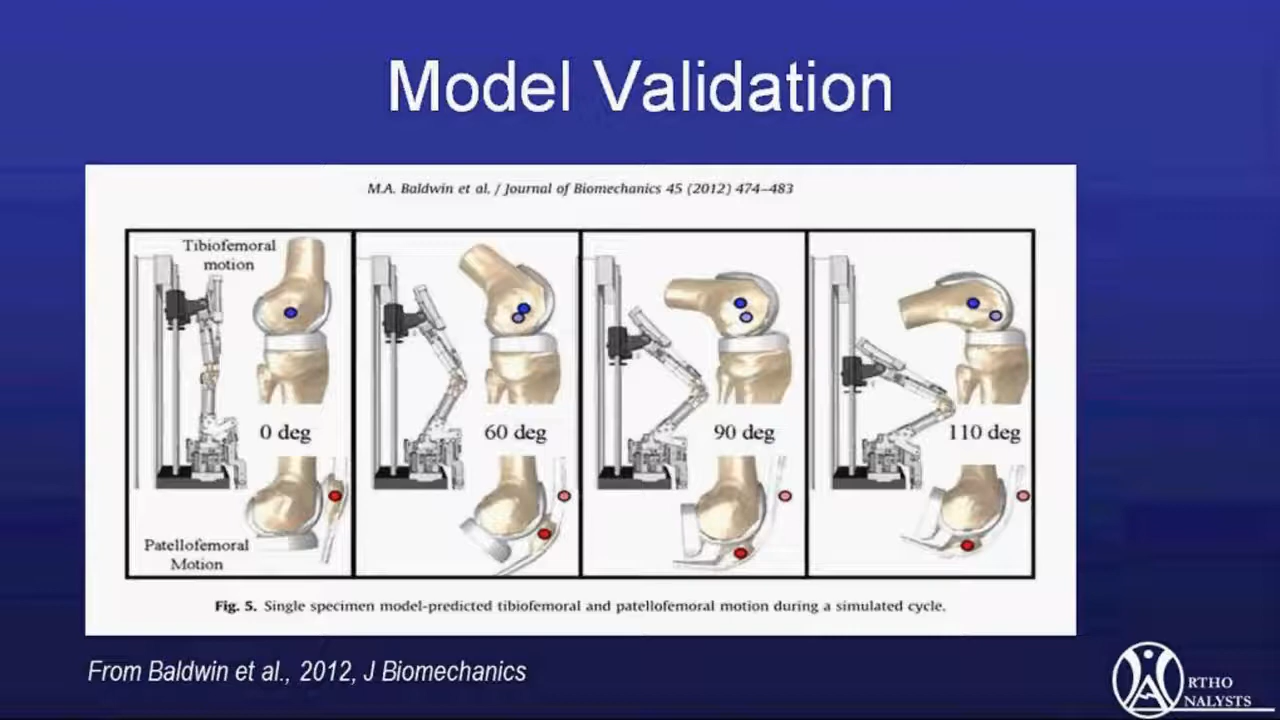 Model Validation
M.A. Baldwin et al. / Journal of Biomechanics 45 (2012) 474–483
Tibiofemoral
motion
0 deg
60 deg
90 deg
110 deg
Patellofemoral
Motion
Fig. 5. Single specimen model-predicted tibiofemoral and patellofemoral motion during a simulated cycle.
From Baldwin et al., 2012, J Biomechanics
RTHO
NALYSTS